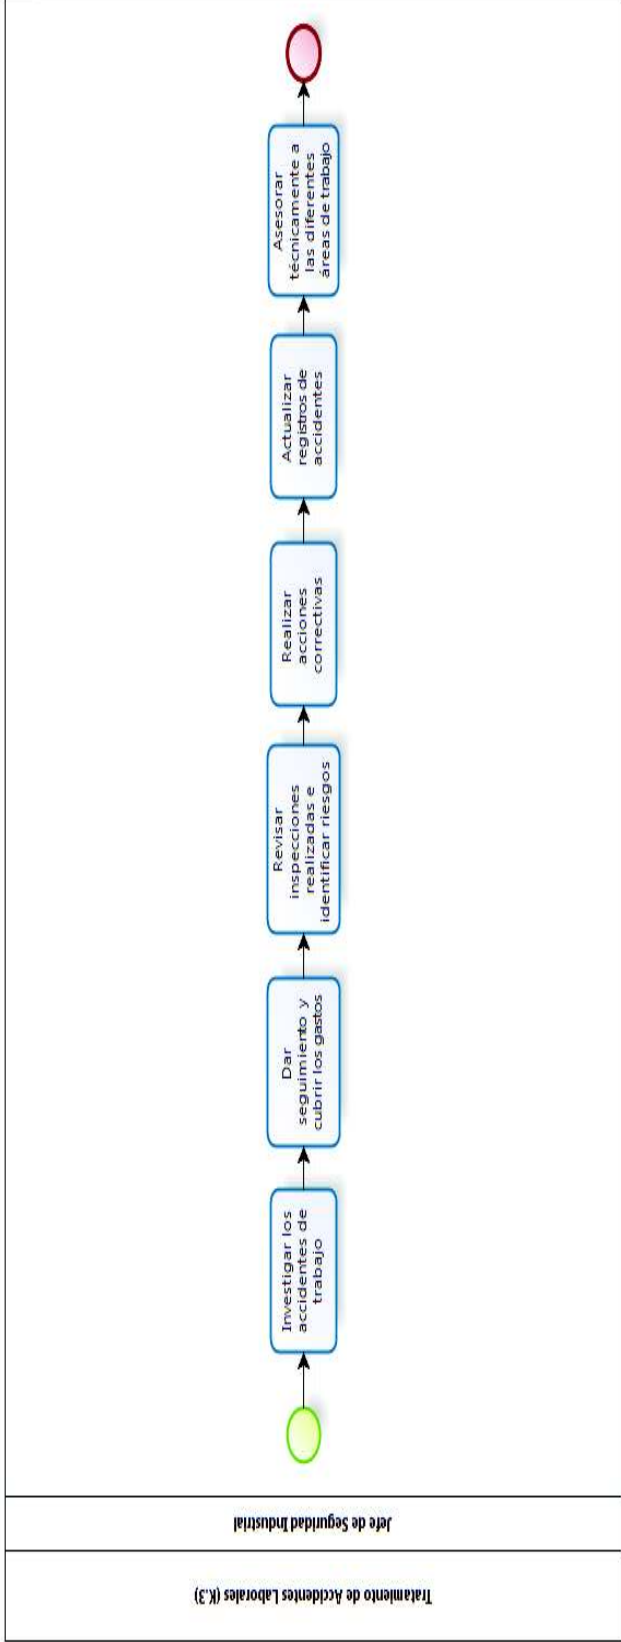 Tratamiento de Accidentes Laborales (K.3)
Jefe de Seguridad Industrial
Investigar los
accidentes de
trabajo
Dar
seguimiento y
cubrir los gastos
Revisar
inspecciones
realizadas e
identificar riesgos
Realizar
acciones
correctivas
Actualizar
registros de
accidentes
Asesorar
técnicamente a
las diferentes
áreas de trabajo